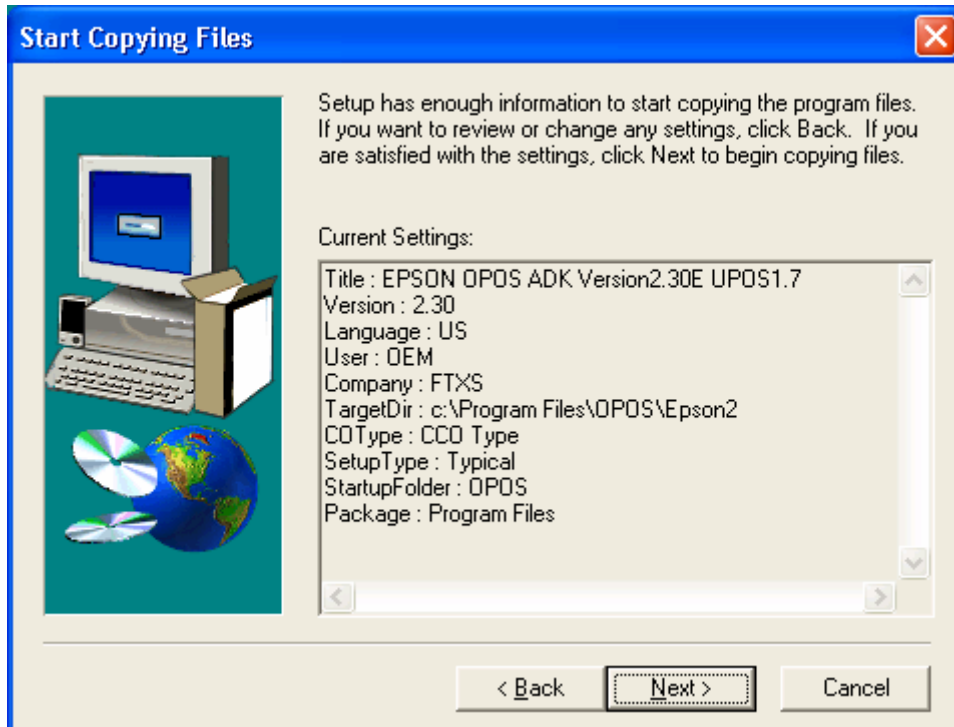 Start Copying Files
Setup has enough information to start copying the program files.
If you want to review or change any settings, click Back.  If you
are satisfied with the settings, click Next to begin copying files.
Current Settings:
Title : EPSON OPOS ADK Version2.30E UPOS1.7
Version : 2.30
Language : US
User : OEM
Company : FTXS
TargetDir : c:\Program Files\OPOS\Epson2
COType : CCO Type
SetupType : Typical
StartupFolder : OPOS
Package : Program Files
< Back
Next >
Cancel